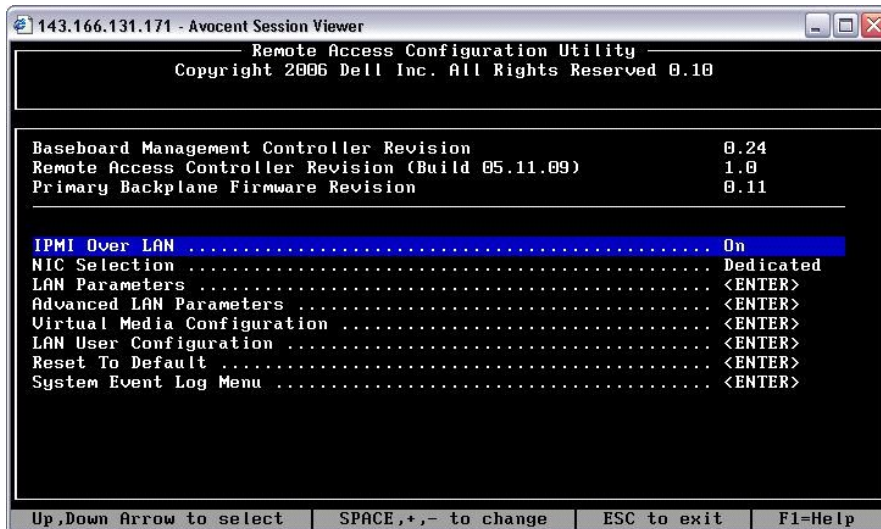 143.166.131.171 - Avocent Session Viewer
Remote Access Configuration Utility
Copyright 2006 Dell Inc. All Rights Reserved 0.10
Baseboard Management Controller Revision 0.24
Remote Access Controller Revision (Build 05.11.09) 1.0
Primary Backplane Firmware Revision 0.11
IPMI Over LAN ................................................ On
NIC Selection ................................................ Dedicated
LAN Parameters ............................................... <ENTER>
Advanced LAN Parameters ...................................... <ENTER>
Virtual Media Configuration .................................. <ENTER>
LAN User Configuration ....................................... <ENTER>
Reset To Default ............................................. <ENTER>
System Event Log Menu ........................................ <ENTER>
Up,Down Arrow to select SPACE,+,- to change ESC to exit F1=Help